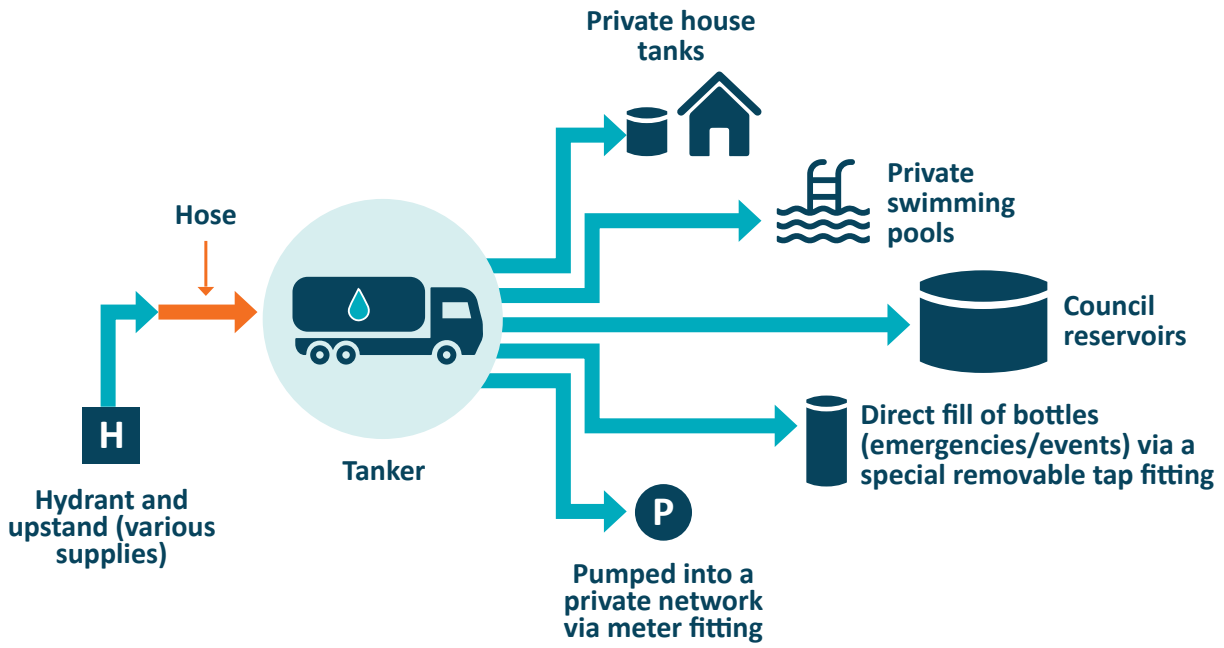 Private house
tanks
Private
swimming
pools
Hose
Council
reservoirs
H
Direct fill of bottles
(emergencies/events) via a
special removable tap fitting
Tanker
Hydrant and
upstand (various
supplies)
P
Pumped into a
private network
via meter fitting